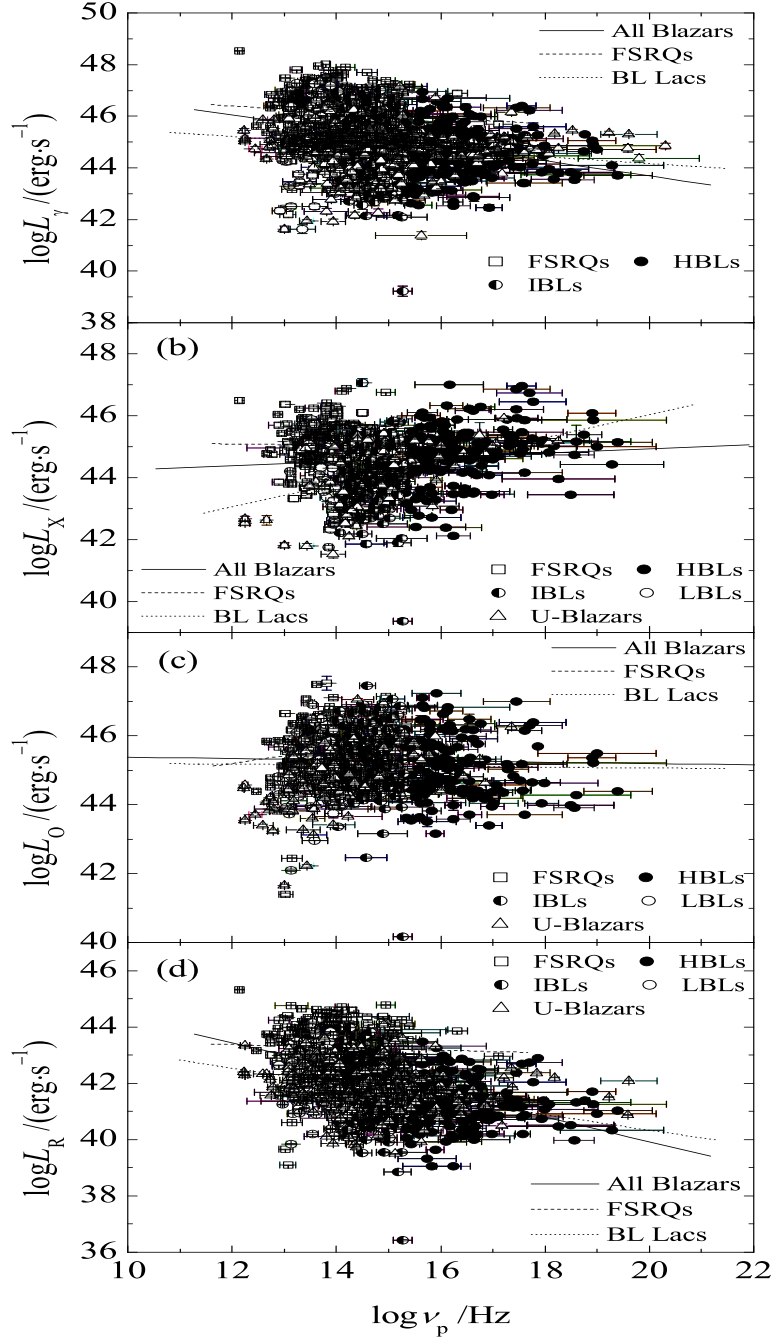 50
48
46
44
42
40
38
logL_γ /(erg·s⁻¹)
All Blazars
FSRQs
BL Lacs
FSRQs HBLs
IBLs
(b)
48
46
44
42
40
logL_X /(erg·s⁻¹)
All Blazars
FSRQs
BL Lacs
FSRQs HBLs
IBLs LBLs
U-Blazars
(c)
48
46
44
42
40
logL_O /(erg·s⁻¹)
All Blazars
FSRQs
BL Lacs
FSRQs HBLs
IBLs LBLs
U-Blazars
(d)
46
44
42
40
38
36
logL_R /(erg·s⁻¹)
FSRQs HBLs
IBLs LBLs
U-Blazars
All Blazars
FSRQs
BL Lacs
10 12 14 16 18 20 22
log ν_p /Hz